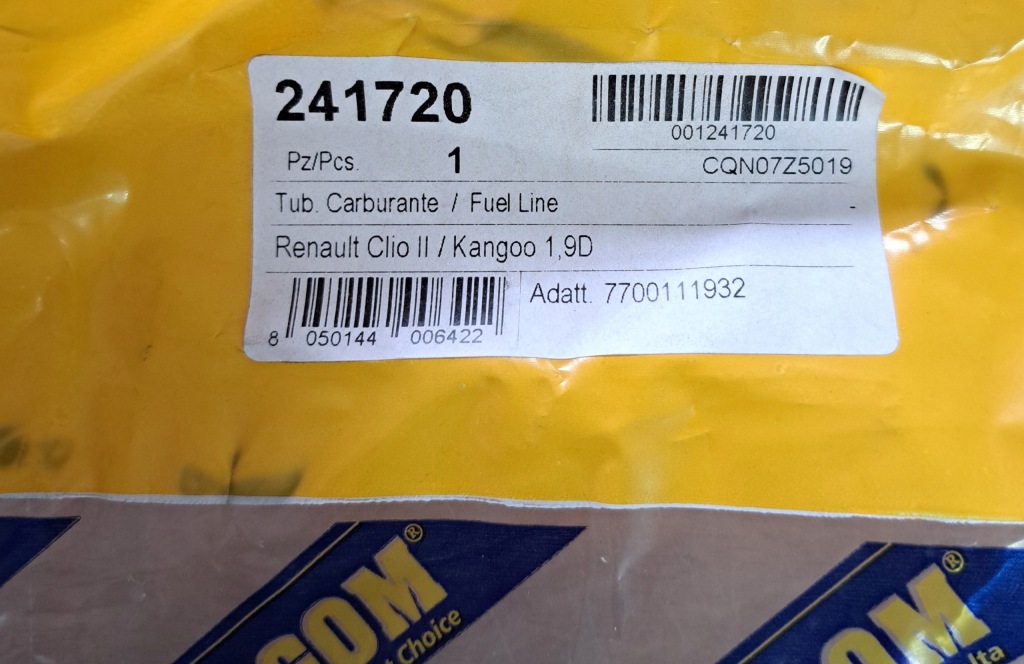 241720
001241720
Pz/Pcs. 1 CQN07Z5019
Tub. Carburante / Fuel Line -
Renault Clio II / Kangoo 1,9D
Adatt. 7700111932
8 050144 006422
GOM®
Choice
OM®
lta